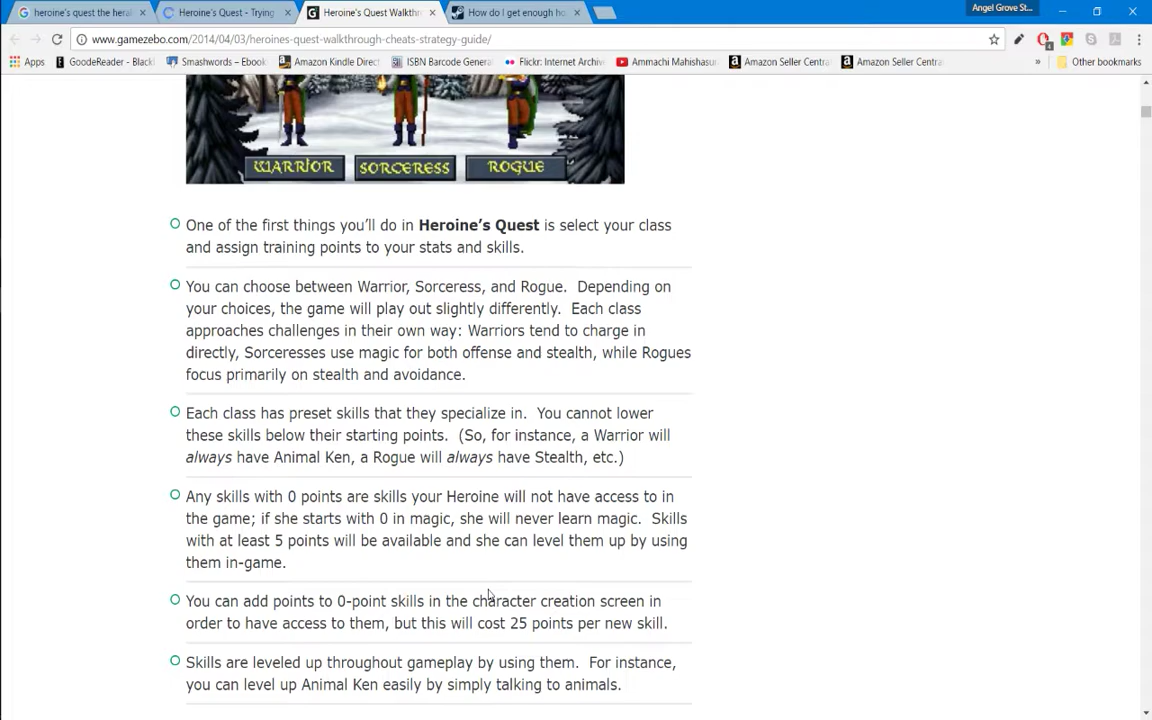 heroine's quest the hera
Heroine's Quest - Trying
Heroine's Quest Walkthr
How do I get enough ho
Angel Grove St...
www.gamezebo.com/2014/04/03/heroines-quest-walkthrough-cheats-strategy-guide/
Apps
GoodeReader - Black
Smashwords – Ebook
Amazon Kindle Direct
ISBN Barcode Genera
Flickr: Internet Archive
Ammachi Mahishasu
Amazon Seller Centra
Amazon Seller Centra
»
Other bookmarks
WARRIOR
SORCERESS
ROGUE
One of the first things you'll do in Heroine's Quest is select your class
and assign training points to your stats and skills.
You can choose between Warrior, Sorceress, and Rogue. Depending on
your choices, the game will play out slightly differently. Each class
approaches challenges in their own way: Warriors tend to charge in
directly, Sorceresses use magic for both offense and stealth, while Rogues
focus primarily on stealth and avoidance.
Each class has preset skills that they specialize in. You cannot lower
these skills below their starting points. (So, for instance, a Warrior will
always have Animal Ken, a Rogue will always have Stealth, etc.)
Any skills with 0 points are skills your Heroine will not have access to in
the game; if she starts with 0 in magic, she will never learn magic. Skills
with at least 5 points will be available and she can level them up by using
them in-game.
You can add points to 0-point skills in the character creation screen in
order to have access to them, but this will cost 25 points per new skill.
Skills are leveled up throughout gameplay by using them. For instance,
you can level up Animal Ken easily by simply talking to animals.